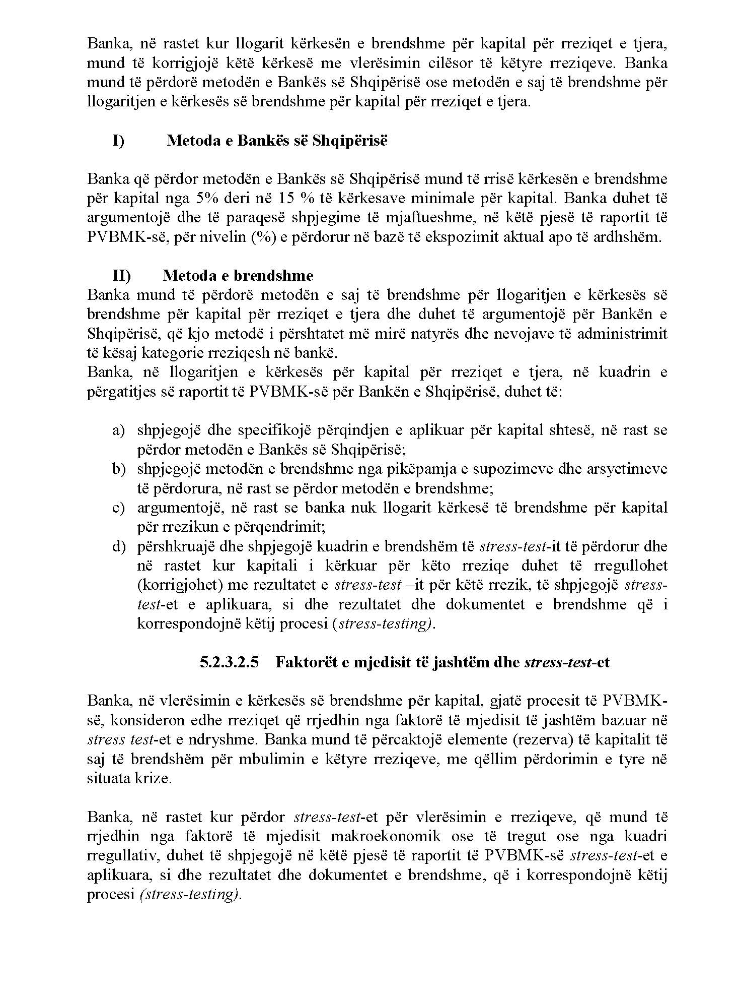 Banka, në rastet kur llogarit kërkesën e brendshme për kapital për rreziqet e tjera,
mund të korrigjojë këtë kërkesë me vlerësimin cilësor të këtyre rreziqeve. Banka
mund të përdorë metodën e Bankës së Shqipërisë ose metodën e saj të brendshme për
llogaritjen e kërkesës së brendshme për kapital për rreziqet e tjera.
I) Metoda e Bankës së Shqipërisë
Banka që përdor metodën e Bankës së Shqipërisë mund të rrisë kërkesën e brendshme
për kapital nga 5% deri në 15 % të kërkesave minimale për kapital. Banka duhet të
argumentojë dhe të paraqesë shpjegime të mjaftueshme, në këtë pjesë të raportit të
PVBMK-së, për nivelin (%) e përdorur në bazë të ekspozimit aktual apo të ardhshëm.
II) Metoda e brendshme
Banka mund të përdorë metodën e saj të brendshme për llogaritjen e kërkesës së
brendshme për kapital për rreziqet e tjera dhe duhet të argumentojë për Bankën e
Shqipërisë, që kjo metodë i përshtatet më mirë natyrës dhe nevojave të administrimit
të kësaj kategorie rreziqesh në bankë.
Banka, në llogaritjen e kërkesës për kapital për rreziqet e tjera, në kuadrin e
përgatitjes së raportit të PVBMK-së për Bankën e Shqipërisë, duhet të:
a) shpjegojë dhe specifikojë përqindjen e aplikuar për kapital shtesë, në rast se
përdor metodën e Bankës së Shqipërisë;
b) shpjegojë metodën e brendshme nga pikëpamja e supozimeve dhe arsyetimeve
të përdorura, në rast se përdor metodën e brendshme;
c) argumentojë, në rast se banka nuk llogarit kërkesë të brendshme për kapital
për rrezikun e përqendrimit;
d) përshkruajë dhe shpjegojë kuadrin e brendshëm të stress-test-it të përdorur dhe
në rastet kur kapitali i kërkuar për këto rreziqe duhet të rregullohet
(korrigjohet) me rezultatet e stress-test –it për këtë rrezik, të shpjegojë stress-
test-et e aplikuara, si dhe rezultatet dhe dokumentet e brendshme që i
korrespondojnë këtij procesi (stress-testing).
5.2.3.2.5 Faktorët e mjedisit të jashtëm dhe stress-test-et
Banka, në vlerësimin e kërkesës së brendshme për kapital, gjatë procesit të PVBMK-
së, konsideron edhe rreziqet që rrjedhin nga faktorë të mjedisit të jashtëm bazuar në
stress test-et e ndryshme. Banka mund të përcaktojë elemente (rezerva) të kapitalit të
saj të brendshëm për mbulimin e këtyre rreziqeve, me qëllim përdorimin e tyre në
situata krize.
Banka, në rastet kur përdor stress-test-et për vlerësimin e rreziqeve, që mund të
rrjedhin nga faktorë të mjedisit makroekonomik ose të tregut ose nga kuadri
rregullativ, duhet të shpjegojë në këtë pjesë të raportit të PVBMK-së stress-test-et e
aplikuara, si dhe rezultatet dhe dokumentet e brendshme, që i korrespondojnë këtij
procesi (stress-testing).